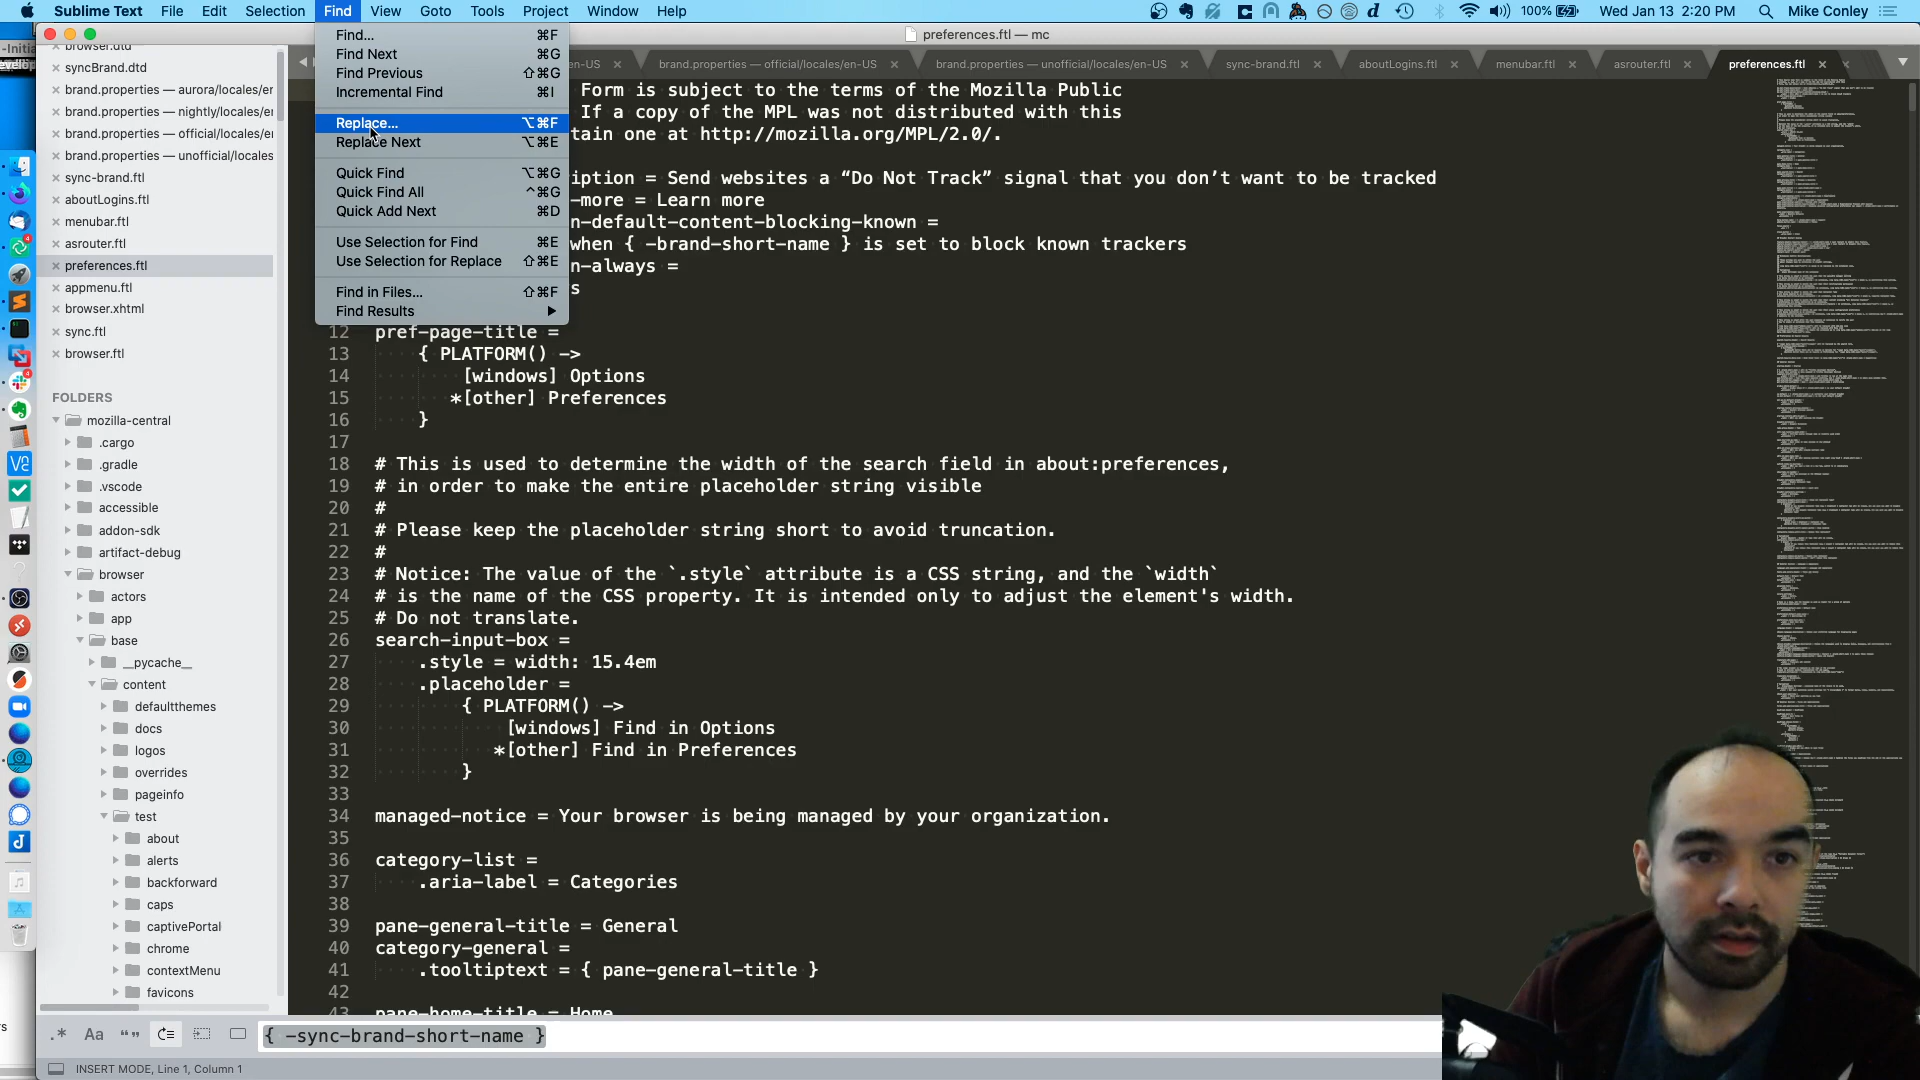 Sublime Text File Edit Selection Find View Goto Tools Project Window Help 100% Wed Jan 13 2:20 PM Mike Conley
preferences.ftl — mc
en-US brand.properties — official/locales/en-US brand.properties — unofficial/locales/en-US sync-brand.ftl aboutLogins.ftl menubar.ftl asrouter.ftl preferences.ftl
browser.dtd
syncBrand.dtd
brand.properties — aurora/locales/er
brand.properties — nightly/locales/e
brand.properties — official/locales/e
brand.properties — unofficial/locales
sync-brand.ftl
aboutLogins.ftl
menubar.ftl
asrouter.ftl
preferences.ftl
appmenu.ftl
browser.xhtml
sync.ftl
browser.ftl
FOLDERS
mozilla-central
.cargo
.gradle
.vscode
accessible
addon-sdk
artifact-debug
browser
actors
app
base
__pycache__
content
defaultthemes
docs
logos
overrides
pageinfo
test
about
alerts
backforward
caps
captivePortal
chrome
contextMenu
favicons
Find... ⌘F
Find Next ⌘G
Find Previous ⇧⌘G
Incremental Find ⌘I
Replace... ⌥⌘F
Replace Next ⌥⌘E
Quick Find ⌥⌘G
Quick Find All ^⌘G
Quick Add Next ⌘D
Use Selection for Find ⌘E
Use Selection for Replace ⇧⌘E
Find in Files... ⇧⌘F
Find Results
Form is subject to the terms of the Mozilla Public
If a copy of the MPL was not distributed with this
tain one at http://mozilla.org/MPL/2.0/.
iption = Send websites a “Do Not Track” signal that you don’t want to be tracked
-more = Learn more
n-default-content-blocking-known =
when { -brand-short-name } is set to block known trackers
n-always =
s
12 pref-page-title =
13 { PLATFORM() ->
14 [windows] Options
15 *[other] Preferences
16 }
17
18 # This is used to determine the width of the search field in about:preferences,
19 # in order to make the entire placeholder string visible
20 #
21 # Please keep the placeholder string short to avoid truncation.
22 #
23 # Notice: The value of the `.style` attribute is a CSS string, and the `width`
24 # is the name of the CSS property. It is intended only to adjust the element's width.
25 # Do not translate.
26 search-input-box =
27 .style = width: 15.4em
28 .placeholder =
29 { PLATFORM() ->
30 [windows] Find in Options
31 *[other] Find in Preferences
32 }
33
34 managed-notice = Your browser is being managed by your organization.
35
36 category-list =
37 .aria-label = Categories
38
39 pane-general-title = General
40 category-general =
41 .tooltiptext = { pane-general-title }
42
43 pane-home-title = Home
.* Aa “” { -sync-brand-short-name }
INSERT MODE, Line 1, Column 1